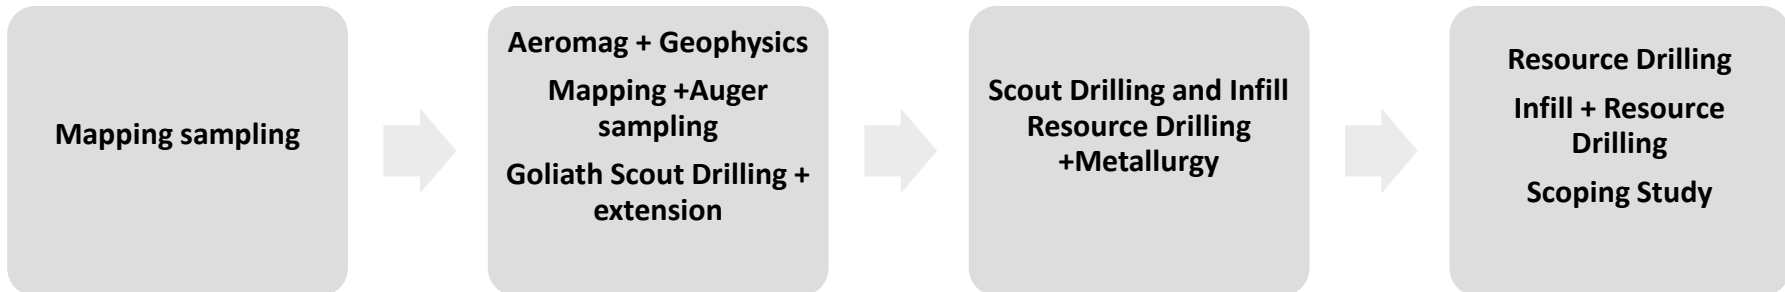 Mapping sampling
Aeromag + Geophysics
Mapping +Auger
sampling
Goliath Scout Drilling +
extension
Scout Drilling and Infill
Resource Drilling
+Metallurgy
Resource Drilling
Infill + Resource
Drilling
Scoping Study